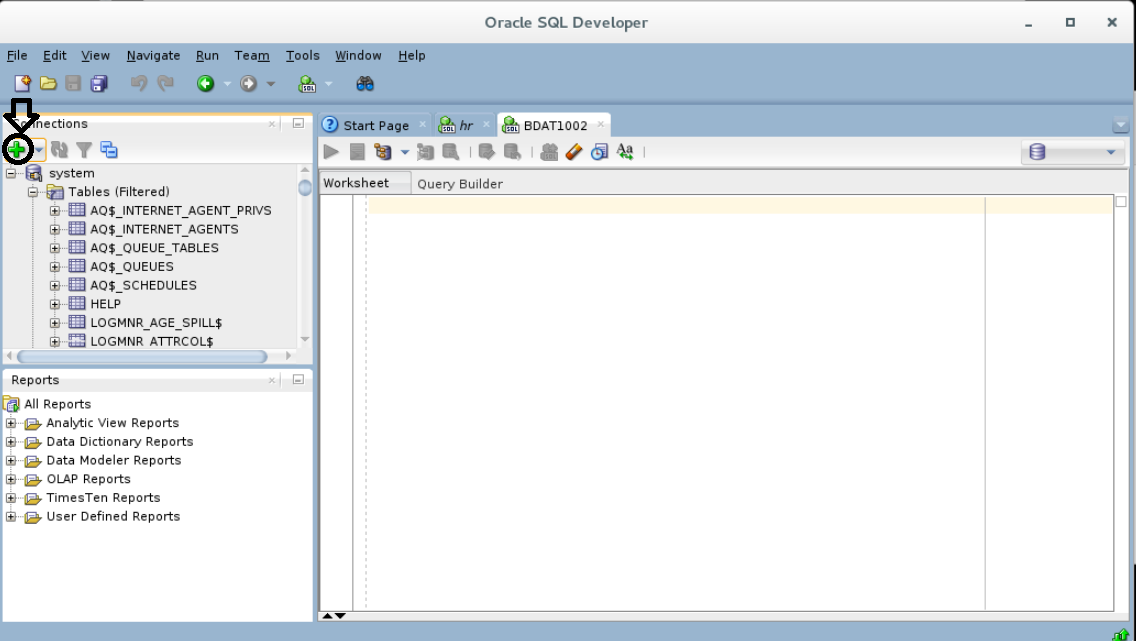 Oracle SQL Developer
File Edit View Navigate Run Team Tools Window Help
Connections
Start Page
hr
BDAT1002
system
Tables (Filtered)
AQ$_INTERNET_AGENT_PRIVS
AQ$_INTERNET_AGENTS
AQ$_QUEUE_TABLES
AQ$_QUEUES
AQ$_SCHEDULES
HELP
LOGMNR_AGE_SPILL$
LOGMNR_ATTRCOL$
Worksheet Query Builder
Reports
All Reports
Analytic View Reports
Data Dictionary Reports
Data Modeler Reports
OLAP Reports
TimesTen Reports
User Defined Reports